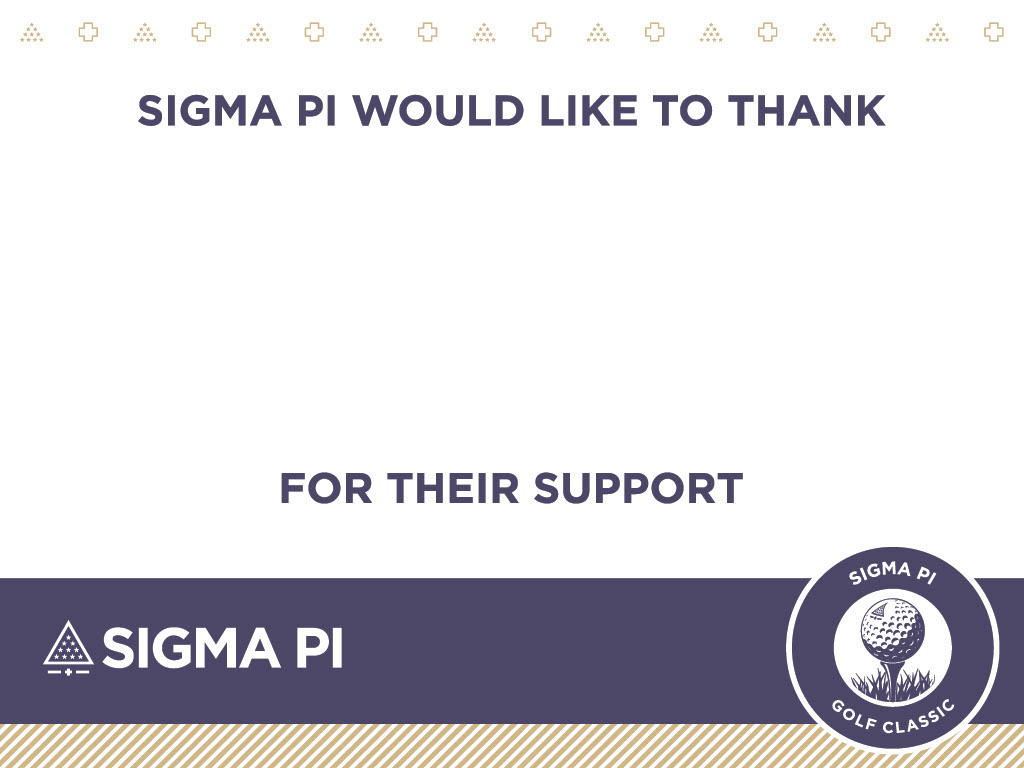 SIGMA PI WOULD LIKE TO THANK
FOR THEIR SUPPORT
SIGMA PI
SIGMA PI
GOLF CLASSIC